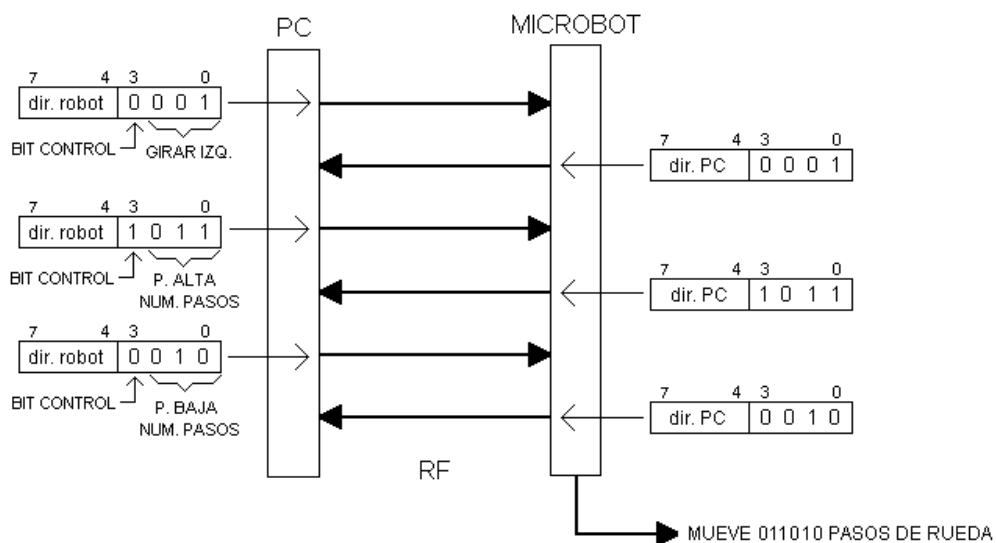 PC
MICROBOT
7 4 3 0
dir. robot 0 0 0 1
BIT CONTROL GIRAR IZQ.
7 4 3 0
dir. PC 0 0 0 1
7 4 3 0
dir. robot 1 0 1 1
BIT CONTROL P. ALTA
NUM. PASOS
7 4 3 0
dir. PC 1 0 1 1
7 4 3 0
dir. robot 0 0 1 0
BIT CONTROL P. BAJA
NUM. PASOS
7 4 3 0
dir. PC 0 0 1 0
RF
MUEVE 011010 PASOS DE RUEDA